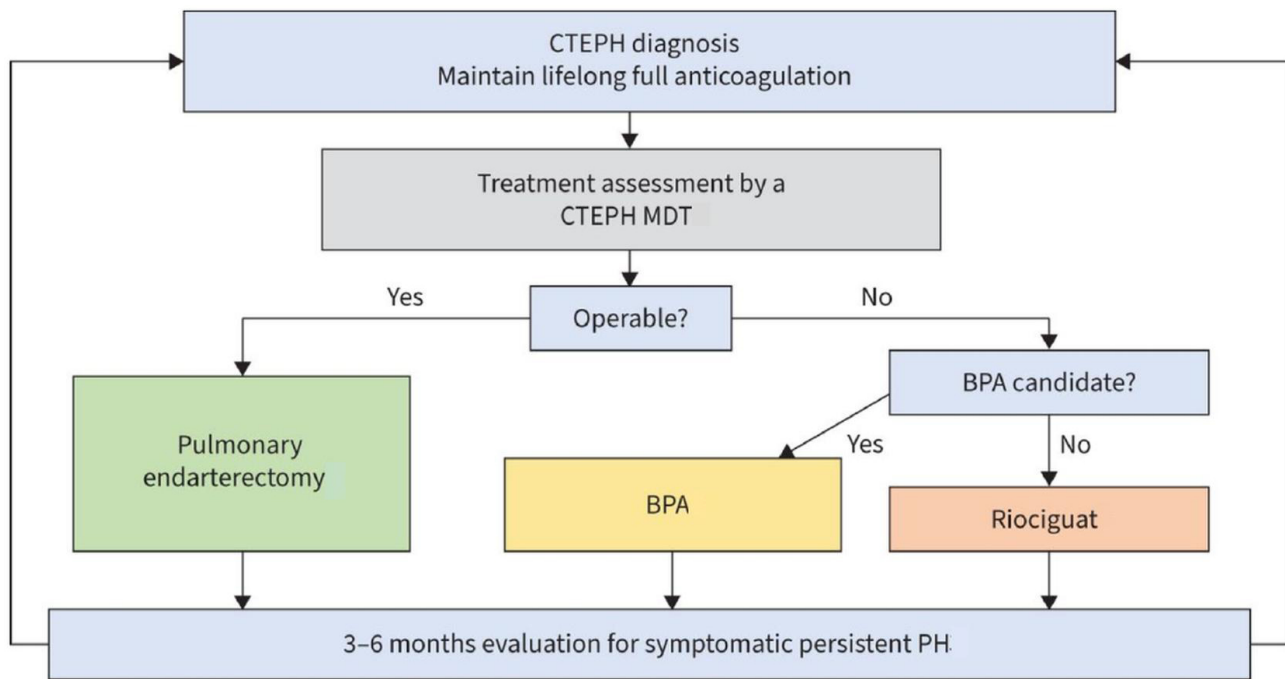 CTEPH diagnosis
Maintain lifelong full anticoagulation
Treatment assessment by a
CTEPH MDT
Operable?
Yes
No
Pulmonary
endarterectomy
BPA candidate?
Yes
No
BPA
Riociguat
3–6 months evaluation for symptomatic persistent PH